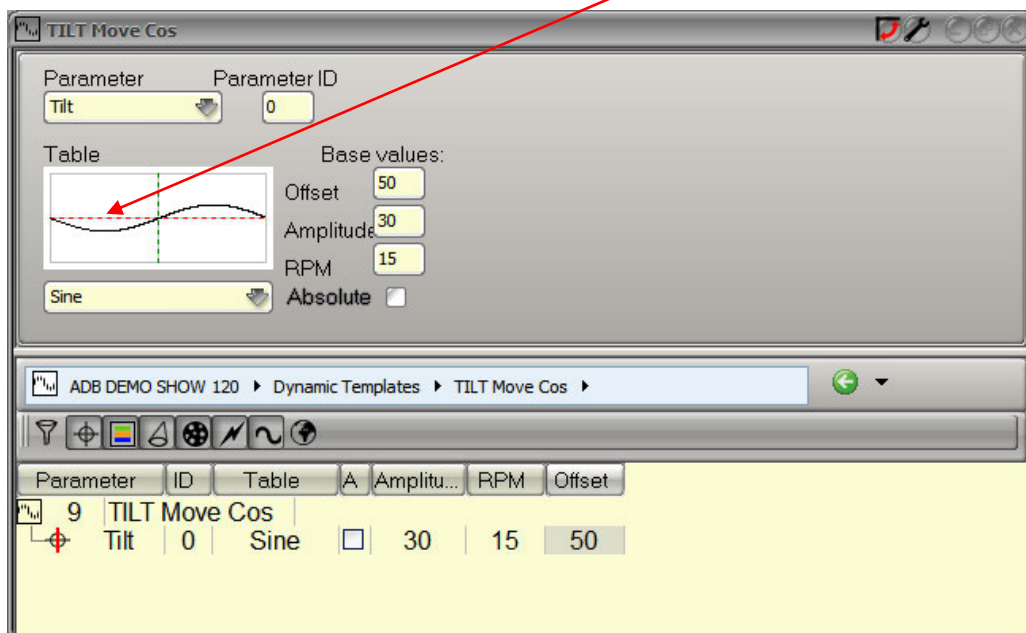 TILT Move Cos
Parameter Parameter ID
Tilt 0
Table Base values:
Offset 50
Amplitude 30
RPM 15
Sine Absolute
ADB DEMO SHOW 120 Dynamic Templates TILT Move Cos
Parameter ID Table A Amplitu... RPM Offset
9 TILT Move Cos
Tilt 0 Sine 30 15 50